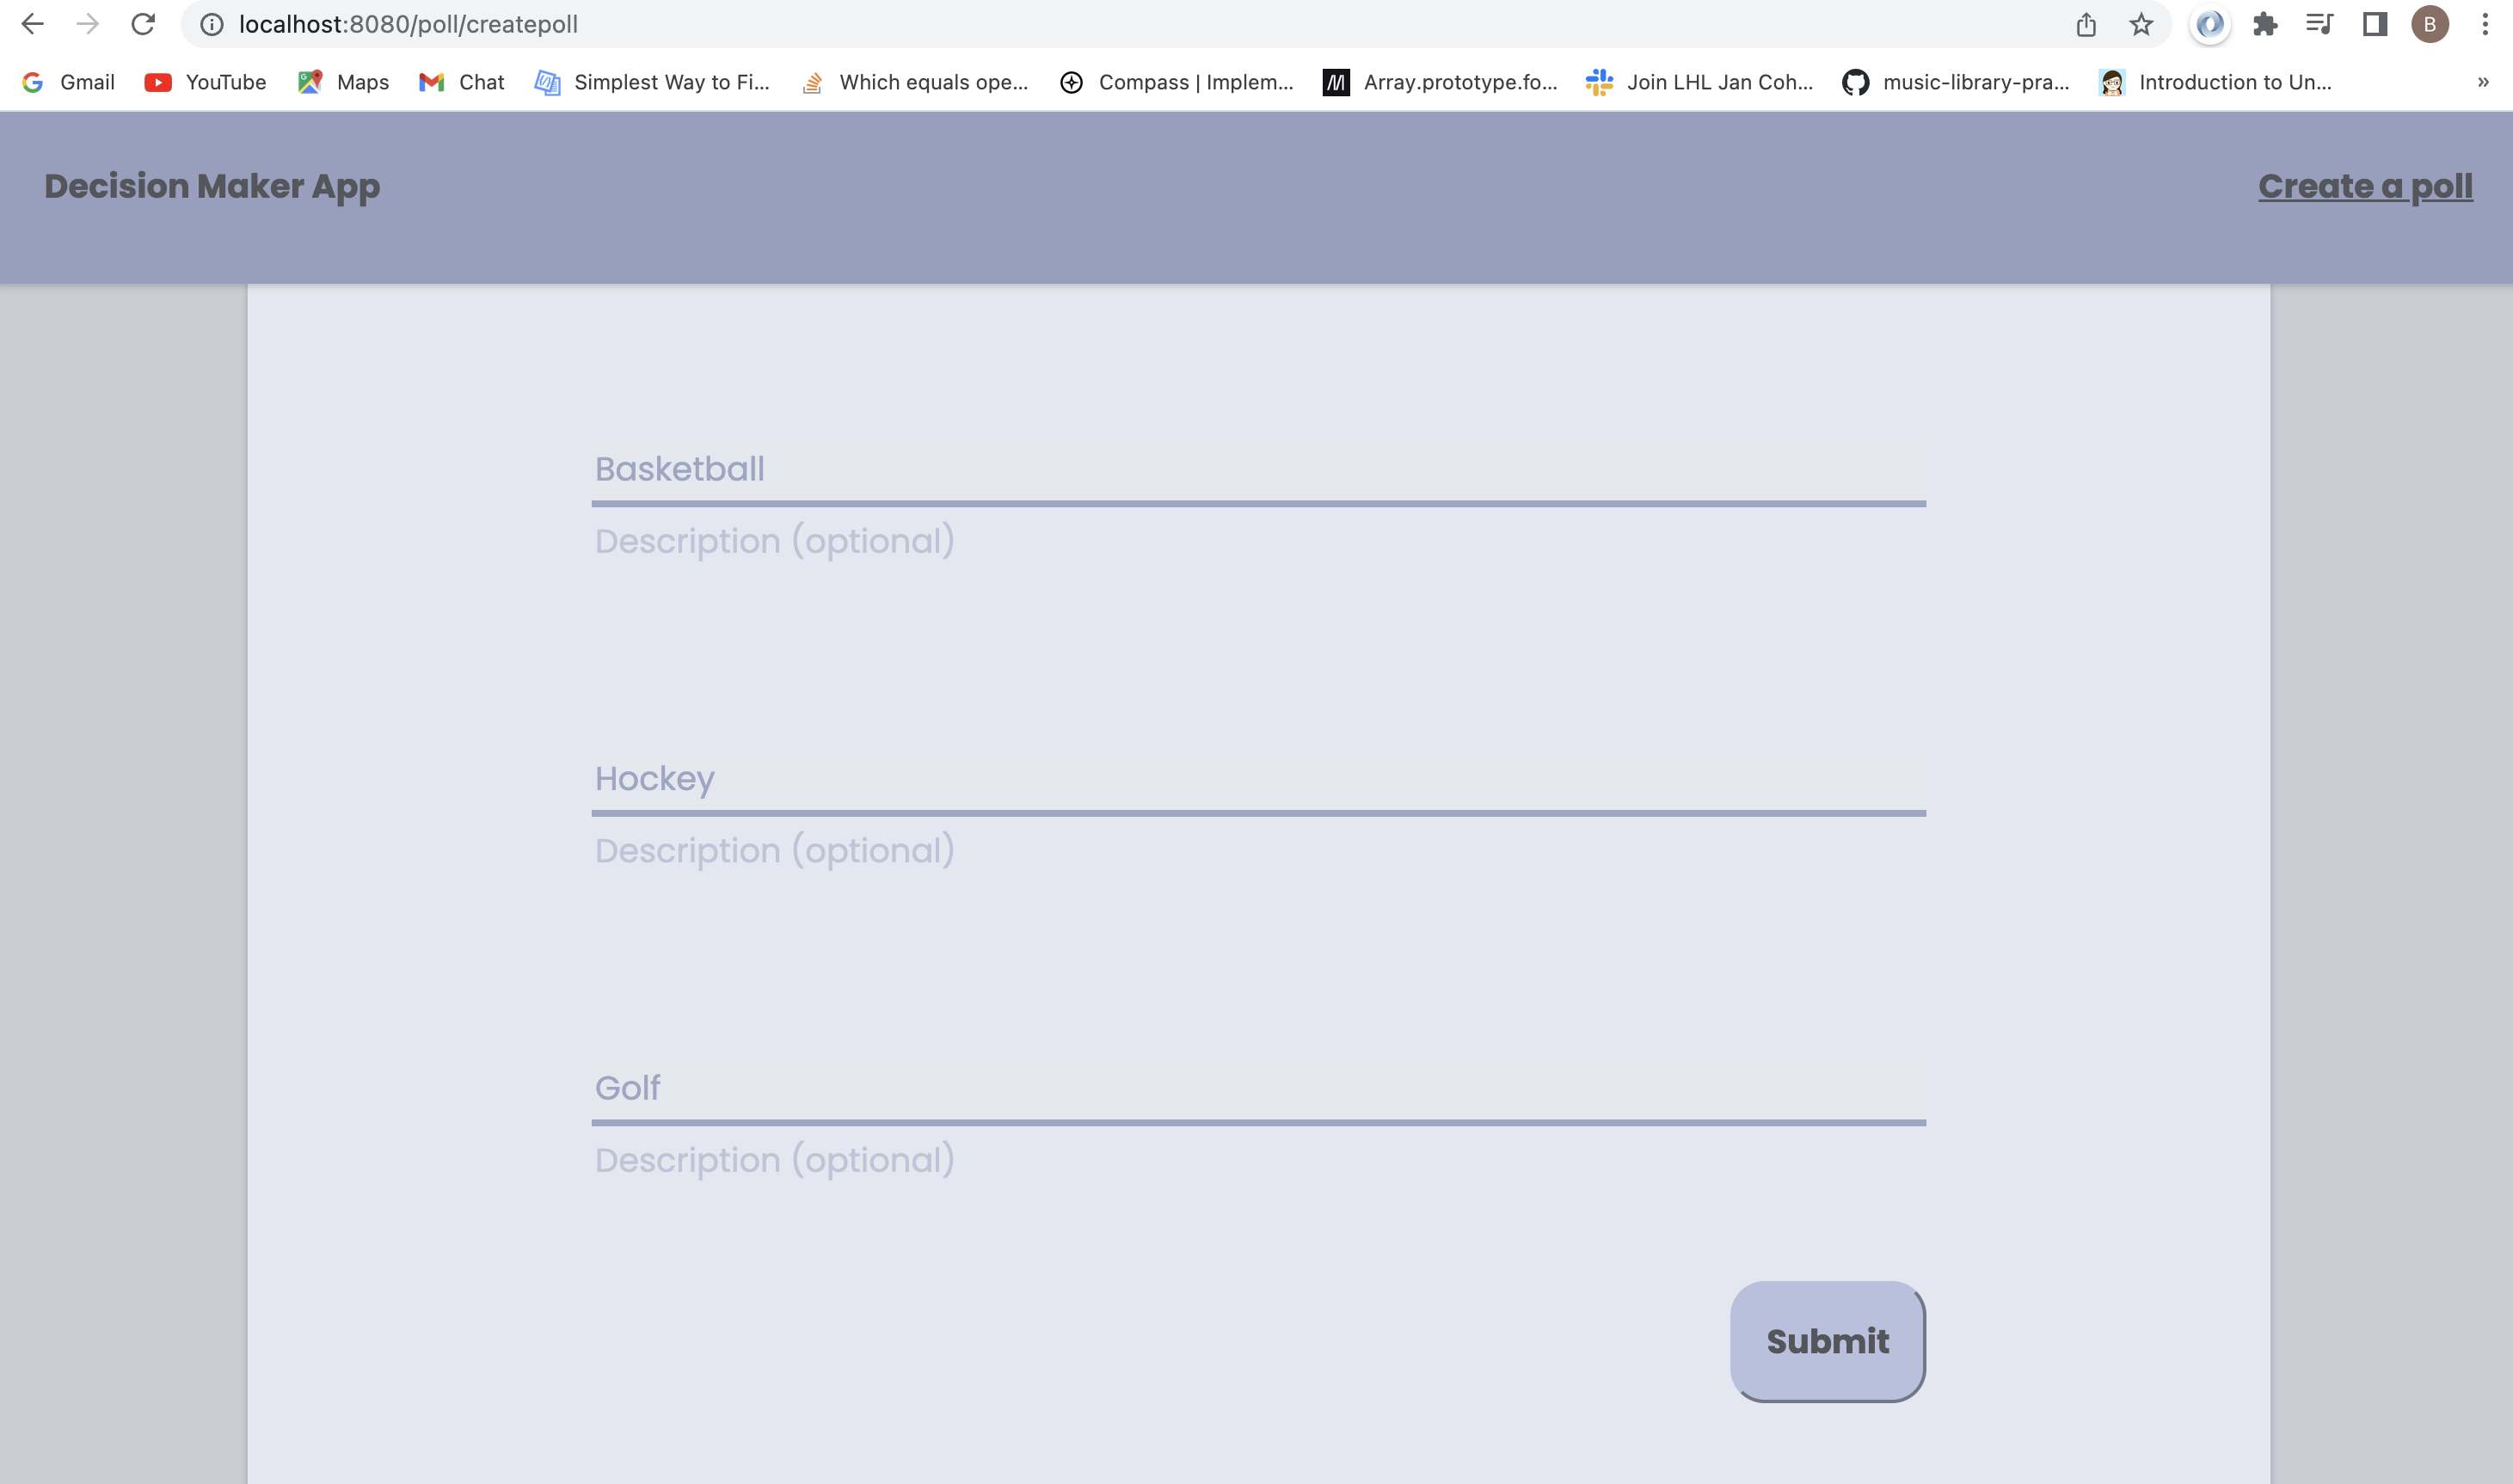 localhost:8080/poll/createpoll
B
Gmail YouTube Maps Chat Simplest Way to Fi... Which equals ope... Compass | Implem... Array.prototype.fo... Join LHL Jan Coh... music-library-pra... Introduction to Un... »
Decision Maker App Create a poll
Basketball
Description (optional)
Hockey
Description (optional)
Golf
Description (optional)
Submit